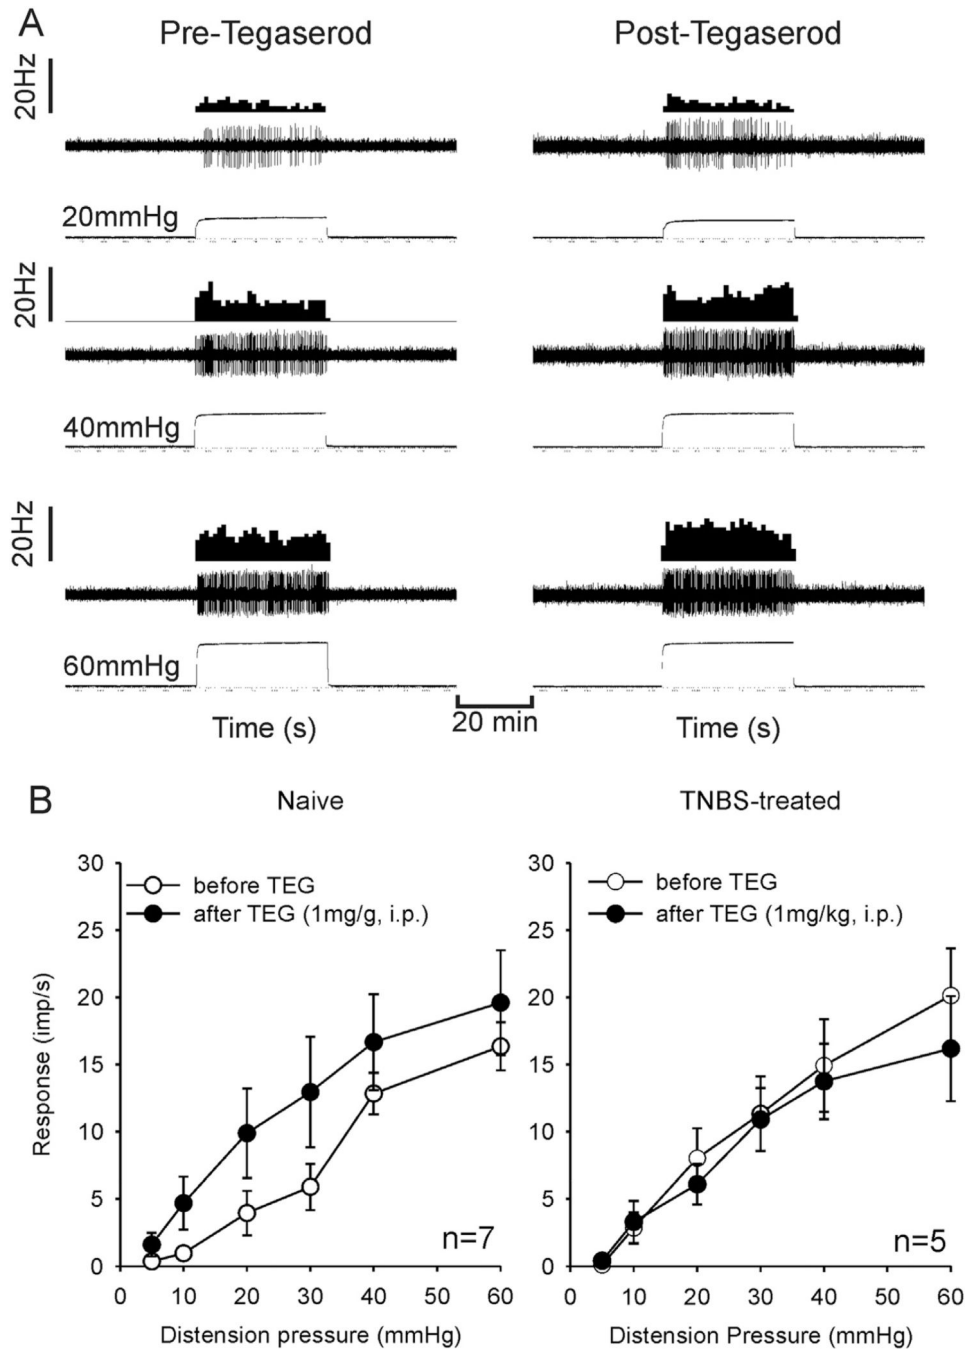 A
Pre-Tegaserod
Post-Tegaserod
20Hz
20mmHg
20Hz
40mmHg
20Hz
60mmHg
Time (s)
20 min
Time (s)
B
Naive
TNBS-treated
before TEG
after TEG (1mg/g, i.p.)
before TEG
after TEG (1mg/kg, i.p.)
Response (imp/s)
30
25
20
15
10
5
0
n=7
0 10 20 30 40 50 60
Distension pressure (mmHg)
30
25
20
15
10
5
0
n=5
0 10 20 30 40 50 60
Distension Pressure (mmHg)